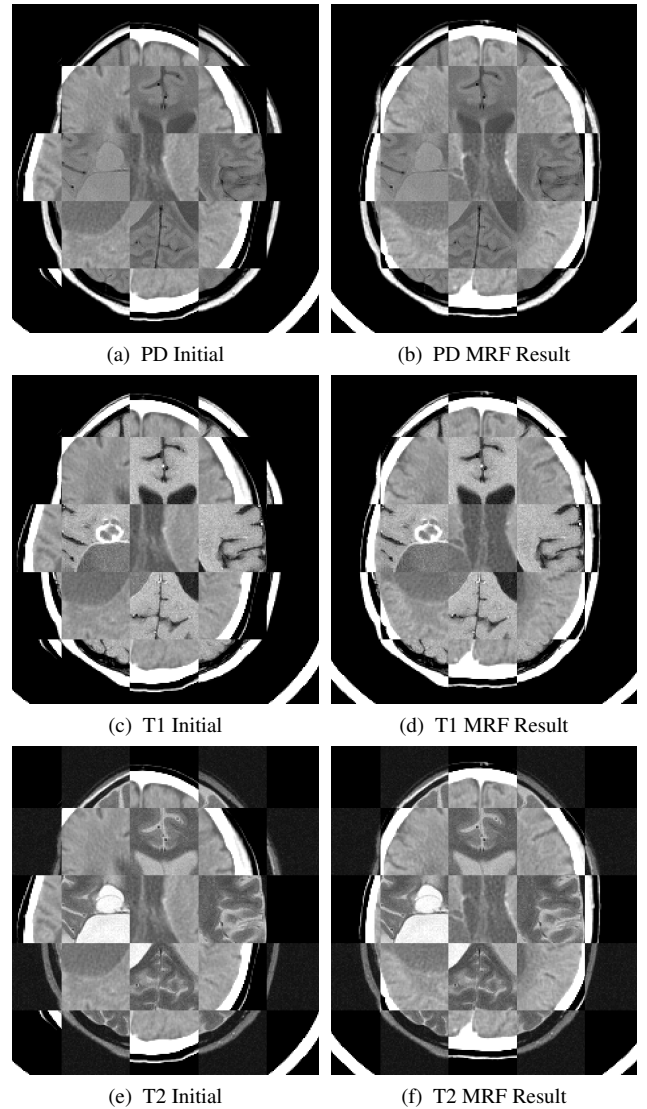 (a) PD Initial
(b) PD MRF Result
(c) T1 Initial
(d) T1 MRF Result
(e) T2 Initial
(f) T2 MRF Result